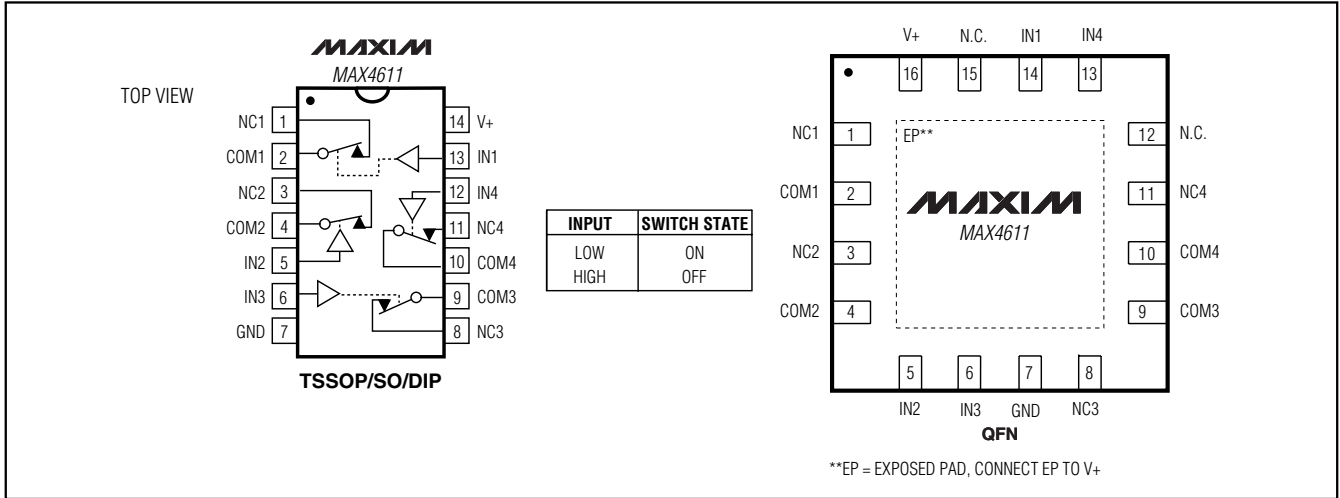 MAXIM
MAX4611
TOP VIEW
NC1 1
COM1 2
NC2 3
COM2 4
IN2 5
IN3 6
GND 7
14 V+
13 IN1
12 IN4
11 NC4
10 COM4
9 COM3
8 NC3
TSSOP/SO/DIP
INPUT SWITCH STATE
LOW ON
HIGH OFF
V+ N.C. IN1 IN4
16 15 14 13
NC1 1
COM1 2
NC2 3
COM2 4
EP**
MAXIM
MAX4611
12 N.C.
11 NC4
10 COM4
9 COM3
5 6 7 8
IN2 IN3 GND NC3
QFN
**EP = EXPOSED PAD, CONNECT EP TO V+